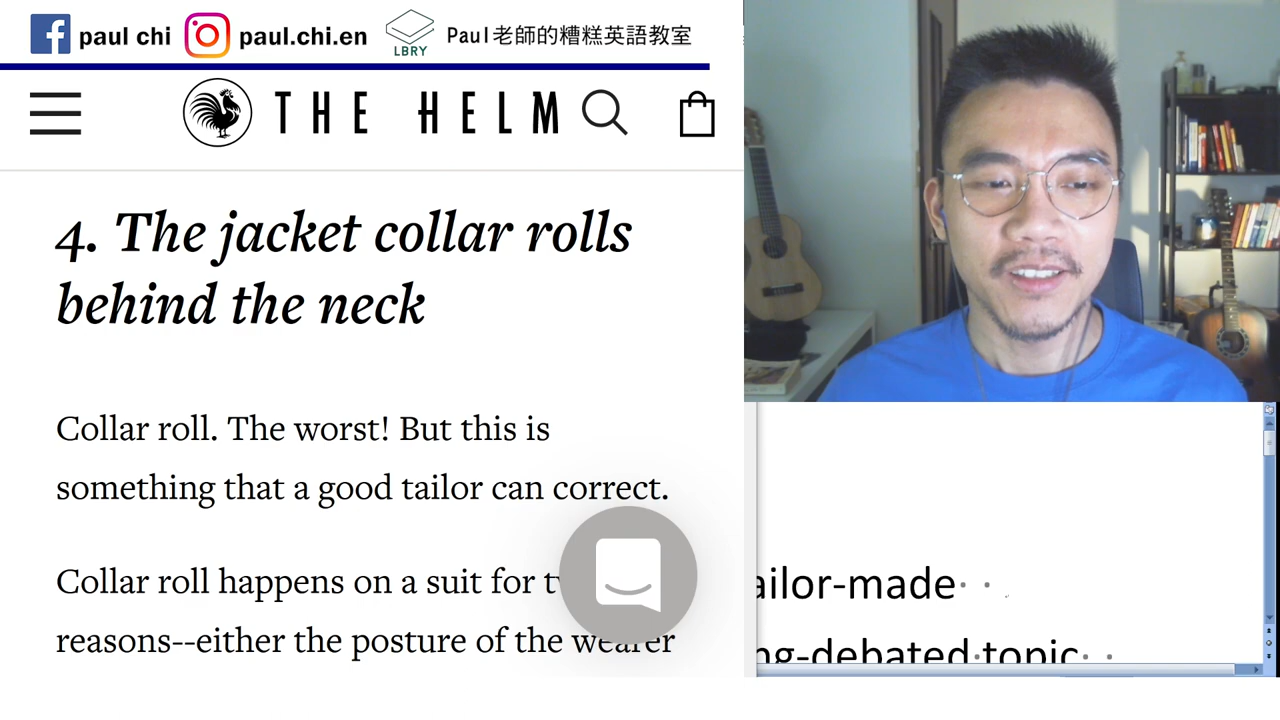 paul chi paul.chi.en LBRY Paul老師的糟糕英語教室
THE HELM
4. The jacket collar rolls
behind the neck
Collar roll. The worst! But this is
something that a good tailor can correct.
Collar roll happens on a suit for
reasons--either the posture of the wearer
ailor-made
ng-debated topic